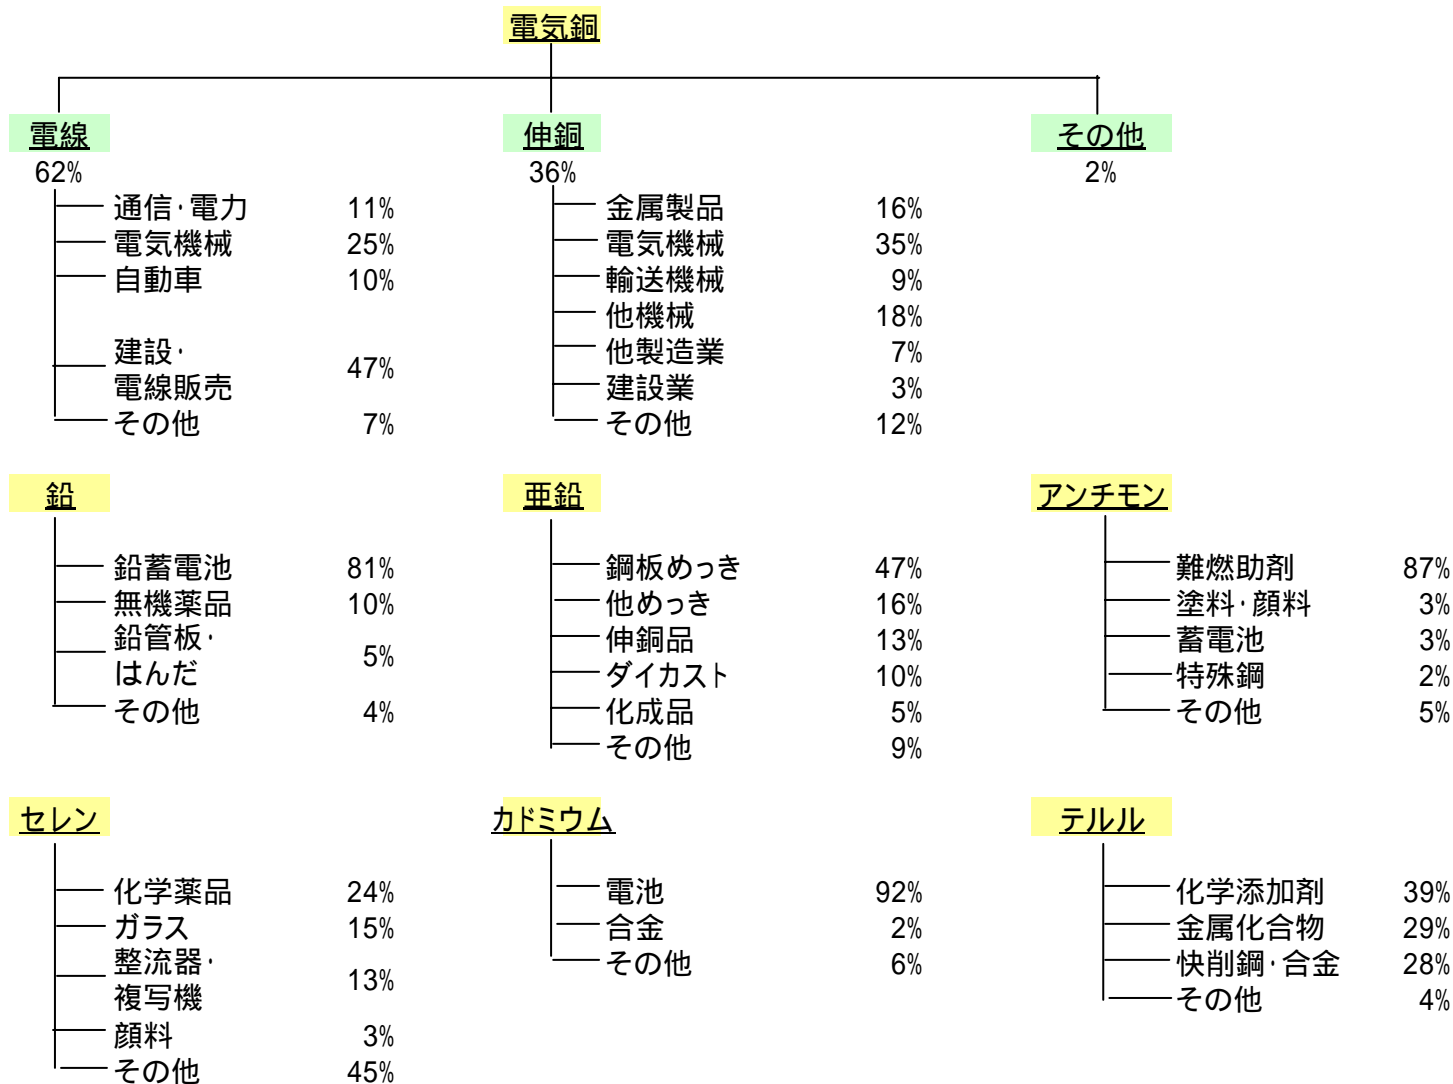 電気銅
電線
62%
通信・電力 11%
電気機械 25%
自動車 10%
建設・
電線販売 47%
その他 7%
伸銅
36%
金属製品 16%
電気機械 35%
輸送機械 9%
他機械 18%
他製造業 7%
建設業 3%
その他 12%
その他
2%
鉛
鉛蓄電池 81%
無機薬品 10%
鉛管板・
はんだ 5%
その他 4%
亜鉛
鋼板めっき 47%
他めっき 16%
伸銅品 13%
ダイカスト 10%
化成品 5%
その他 9%
アンチモン
難燃助剤 87%
塗料・顔料 3%
蓄電池 3%
特殊鋼 2%
その他 5%
セレン
化学薬品 24%
ガラス 15%
整流器・
複写機 13%
顔料 3%
その他 45%
カドミウム
電池 92%
合金 2%
その他 6%
テルル
化学添加剤 39%
金属化合物 29%
快削鋼・合金 28%
その他 4%